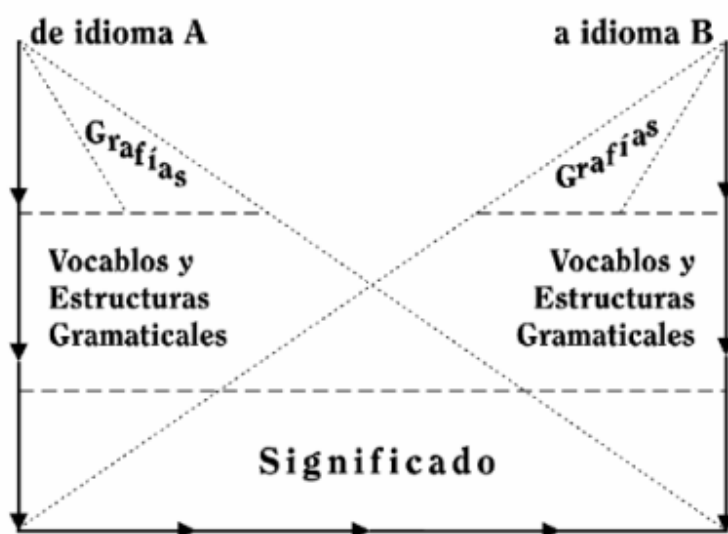 de idioma A
a idioma B
Grafías
Grafías
Vocablos y
Estructuras
Gramaticales
Vocablos y
Estructuras
Gramaticales
Significado